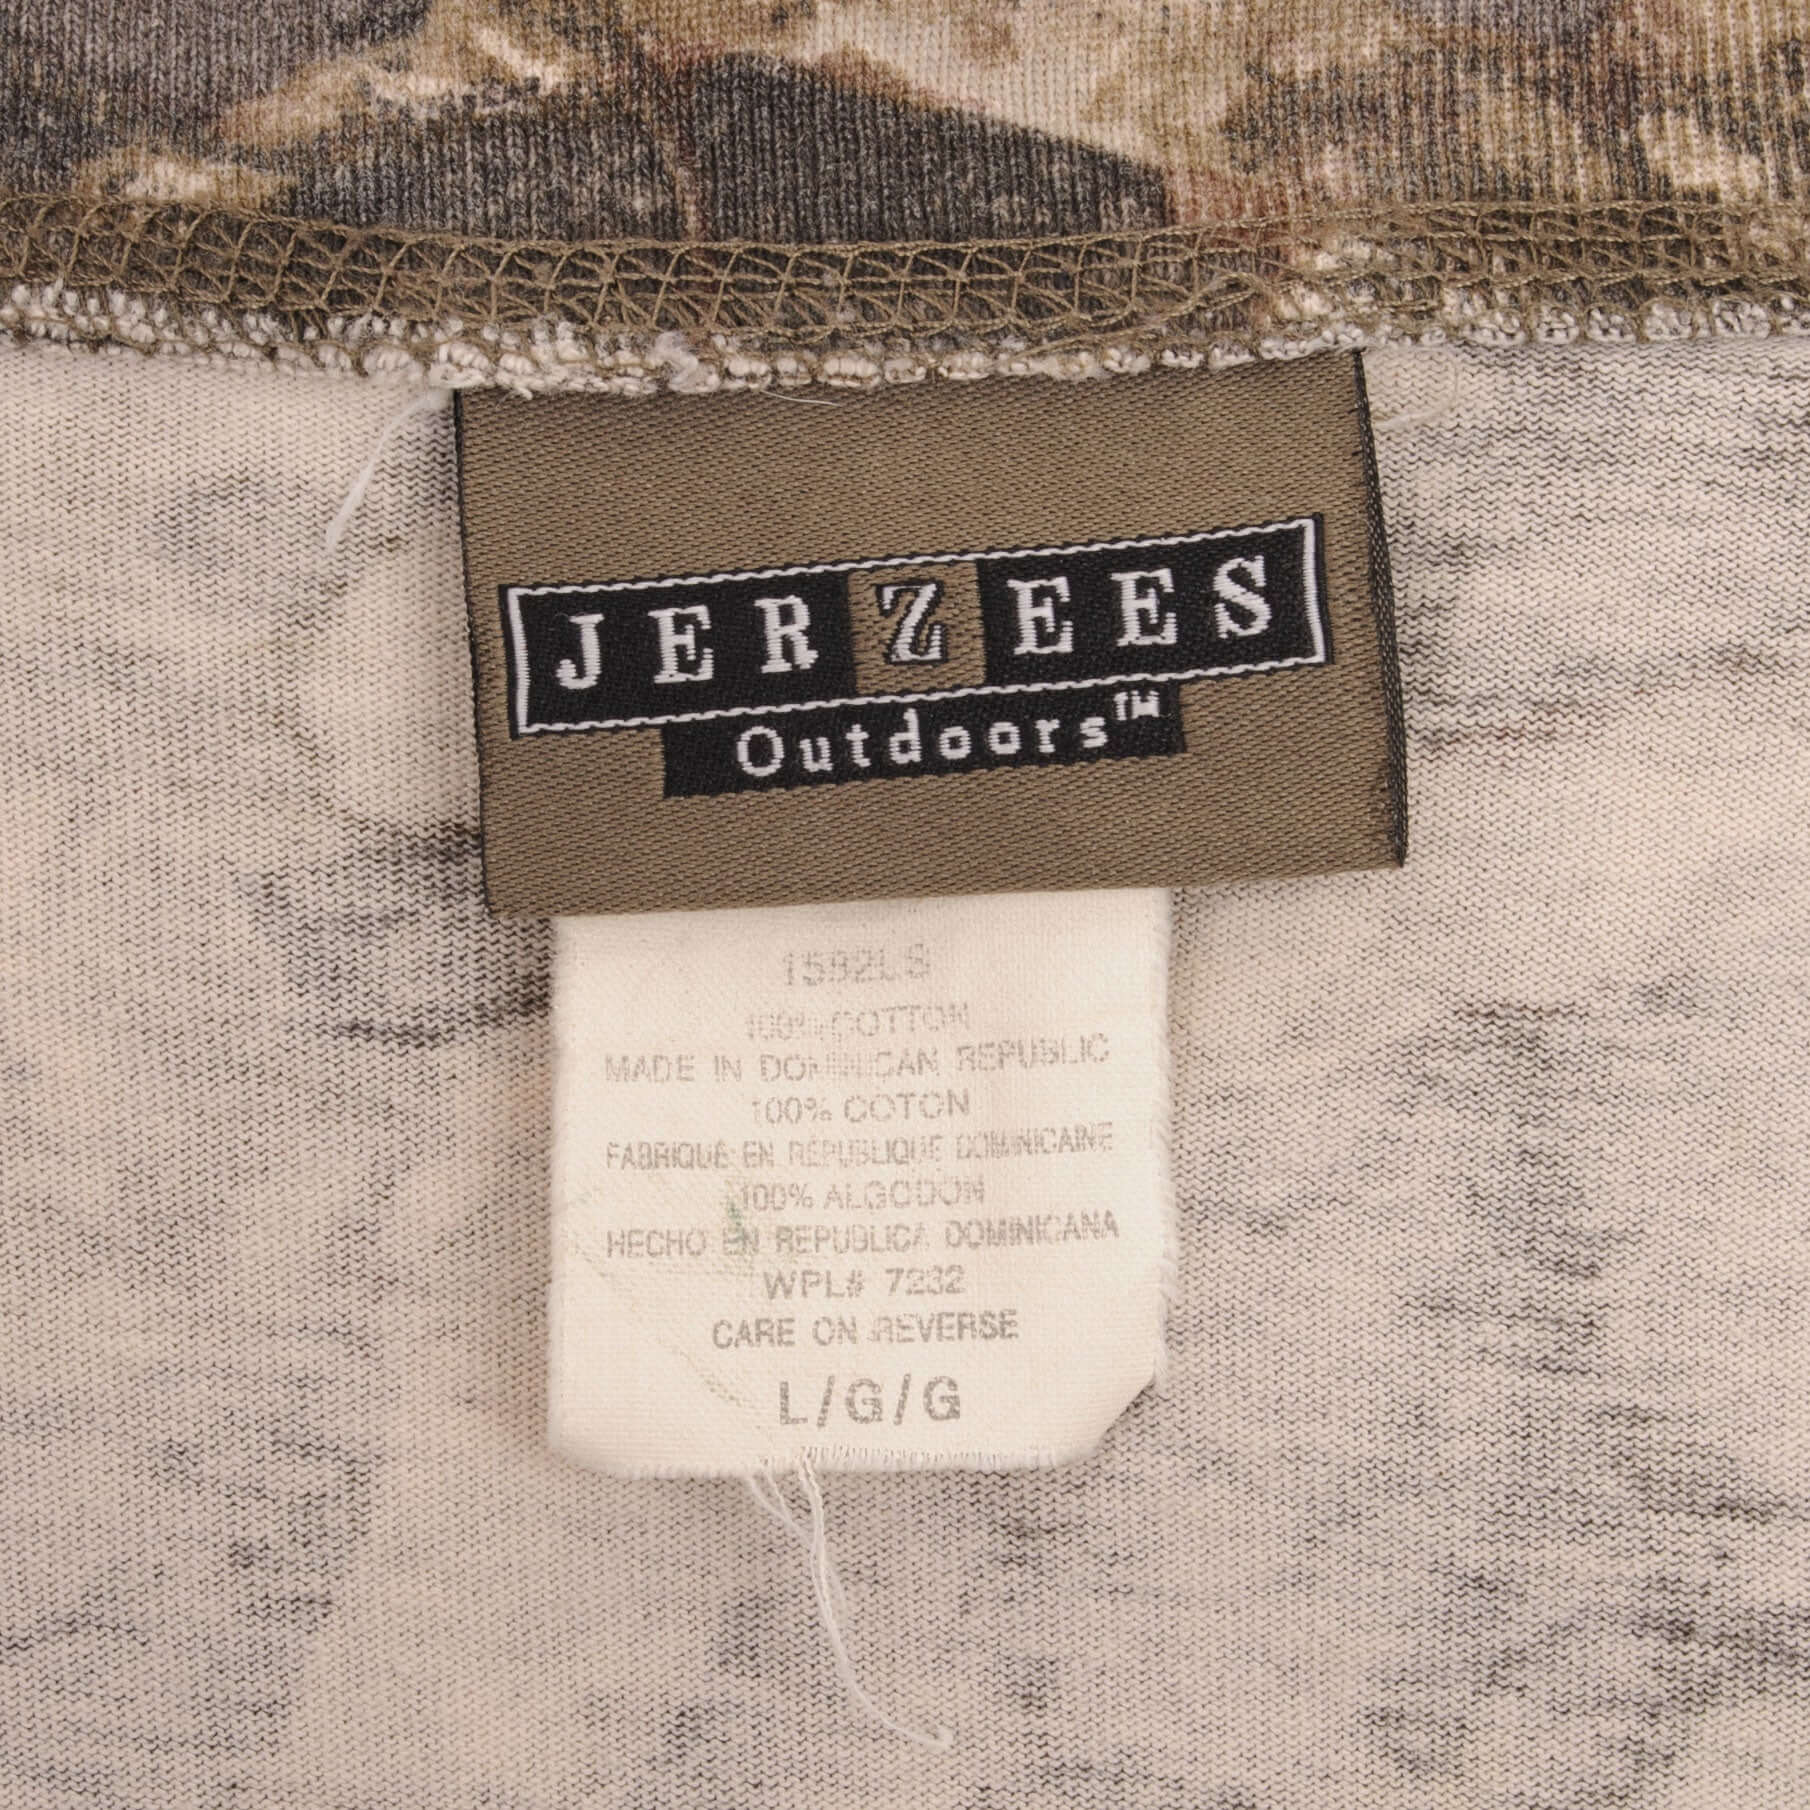 JERZEES
Outdoors™
1592LS
100% COTTON
MADE IN DOMINICAN REPUBLIC
100% COTON
FABRIQUÉ EN RÉPUBLIQUE DOMINICAINE
100% ALGODON
HECHO EN REPUBLICA DOMINICANA
WPL# 7232
CARE ON REVERSE
L/G/G